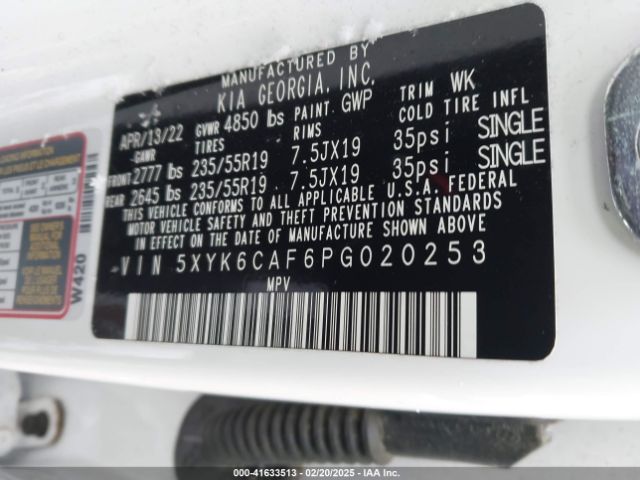 MANUFACTURED BY
KIA GEORGIA, INC.
APR/13/22 GVWR 4850 lbs PAINT GWP TRIM WK
GAWR TIRES RIMS COLD TIRE INFL
FRONT 2777 lbs 235/55R19 7.5JX19 35psi SINGLE
REAR 2645 lbs 235/55R19 7.5JX19 35psi SINGLE
THIS VEHICLE CONFORMS TO ALL APPLICABLE U.S.A. FEDERAL
MOTOR VEHICLE SAFETY AND THEFT PREVENTION STANDARDS
IN EFFECT ON THE DATE OF MANUFACTURE SHOWN ABOVE.
VIN 5XYK6CAF6PG020253
MPV
W420
000-41633513 - 02/20/2025 - IAA Inc.